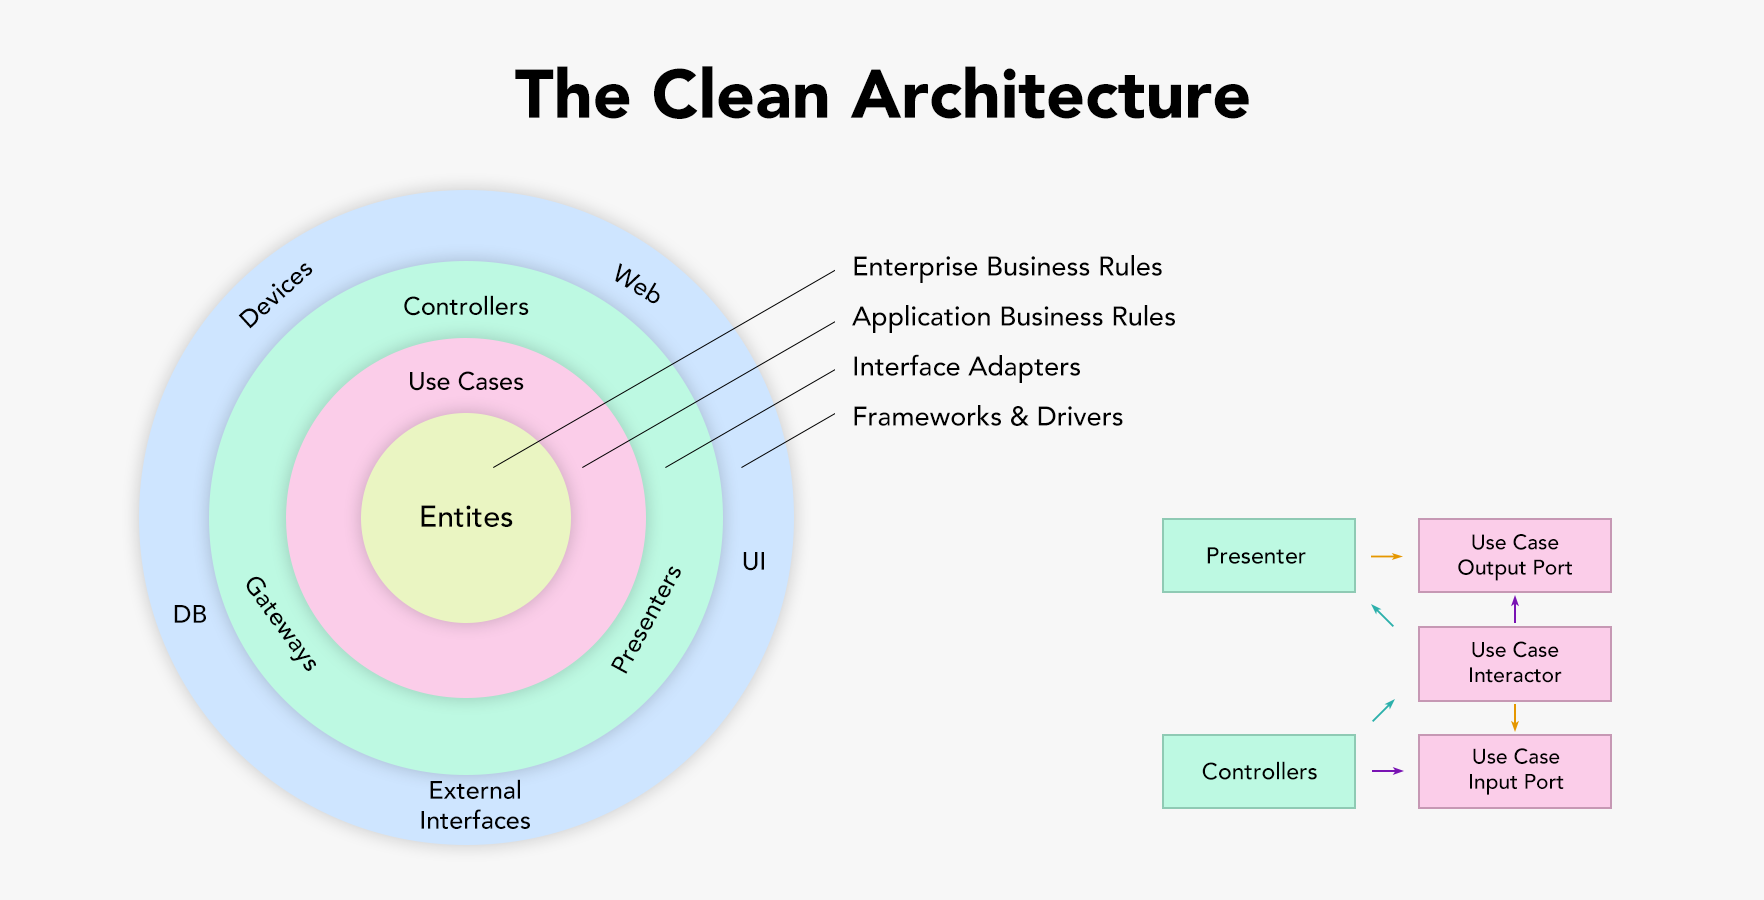 The Clean Architecture
Devices
Web
Controllers
Use Cases
Entites
Gateways
Presenters
DB
UI
External
Interfaces
Enterprise Business Rules
Application Business Rules
Interface Adapters
Frameworks & Drivers
Presenter
Use Case
Output Port
Use Case
Interactor
Controllers
Use Case
Input Port